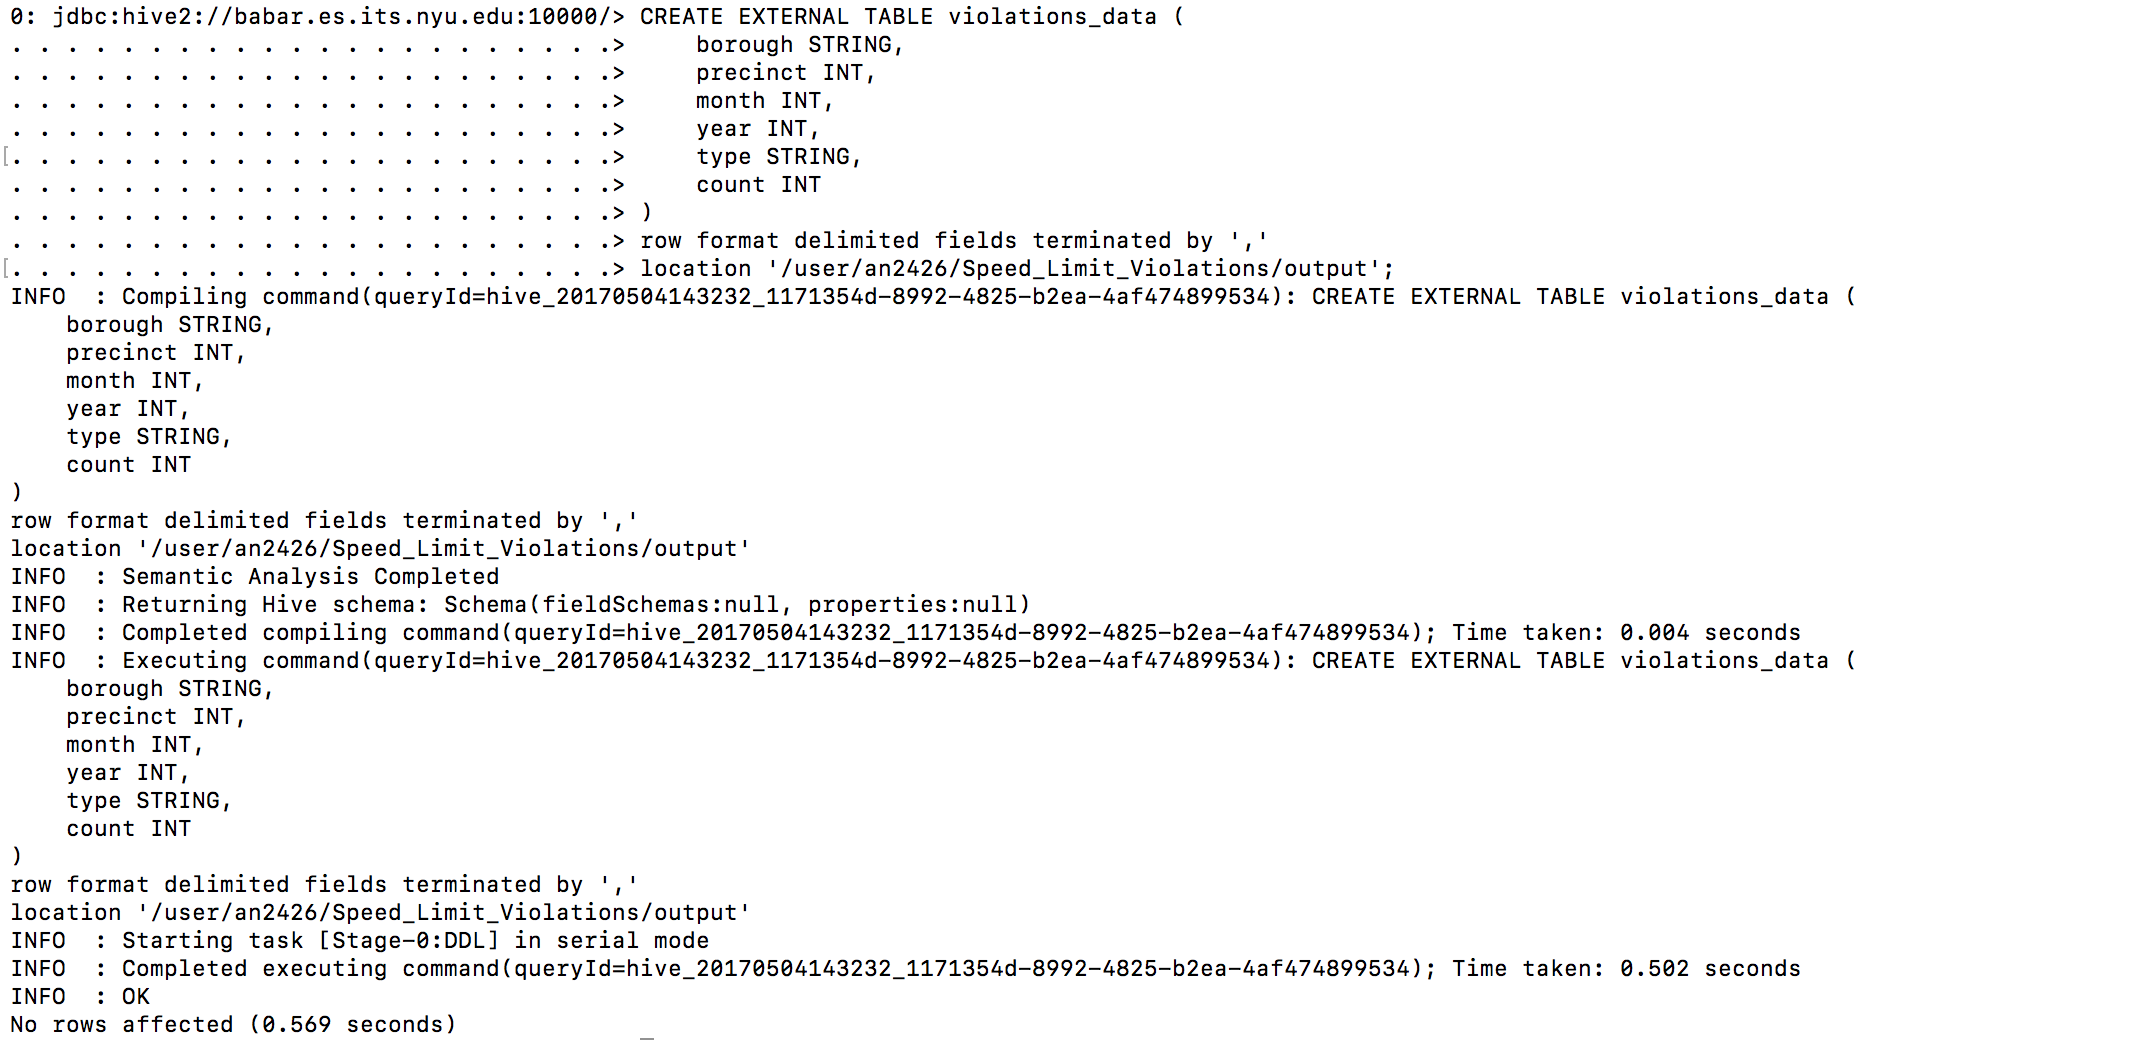 0: jdbc:hive2://babar.es.its.nyu.edu:10000/> CREATE EXTERNAL TABLE violations_data (
. . . . . . . . . . . . . . . . . . . . . .>     borough STRING,
. . . . . . . . . . . . . . . . . . . . . .>     precinct INT,
. . . . . . . . . . . . . . . . . . . . . .>     month INT,
. . . . . . . . . . . . . . . . . . . . . .>     year INT,
[. . . . . . . . . . . . . . . . . . . . . .>     type STRING,
. . . . . . . . . . . . . . . . . . . . . .>     count INT
. . . . . . . . . . . . . . . . . . . . . .> )
. . . . . . . . . . . . . . . . . . . . . .> row format delimited fields terminated by ','
[. . . . . . . . . . . . . . . . . . . . . .> location '/user/an2426/Speed_Limit_Violations/output';
INFO  : Compiling command(queryId=hive_20170504143232_1171354d-8992-4825-b2ea-4af474899534): CREATE EXTERNAL TABLE violations_data (
    borough STRING,
    precinct INT,
    month INT,
    year INT,
    type STRING,
    count INT
)
row format delimited fields terminated by ','
location '/user/an2426/Speed_Limit_Violations/output'
INFO  : Semantic Analysis Completed
INFO  : Returning Hive schema: Schema(fieldSchemas:null, properties:null)
INFO  : Completed compiling command(queryId=hive_20170504143232_1171354d-8992-4825-b2ea-4af474899534); Time taken: 0.004 seconds
INFO  : Executing command(queryId=hive_20170504143232_1171354d-8992-4825-b2ea-4af474899534): CREATE EXTERNAL TABLE violations_data (
    borough STRING,
    precinct INT,
    month INT,
    year INT,
    type STRING,
    count INT
)
row format delimited fields terminated by ','
location '/user/an2426/Speed_Limit_Violations/output'
INFO  : Starting task [Stage-0:DDL] in serial mode
INFO  : Completed executing command(queryId=hive_20170504143232_1171354d-8992-4825-b2ea-4af474899534); Time taken: 0.502 seconds
INFO  : OK
No rows affected (0.569 seconds)